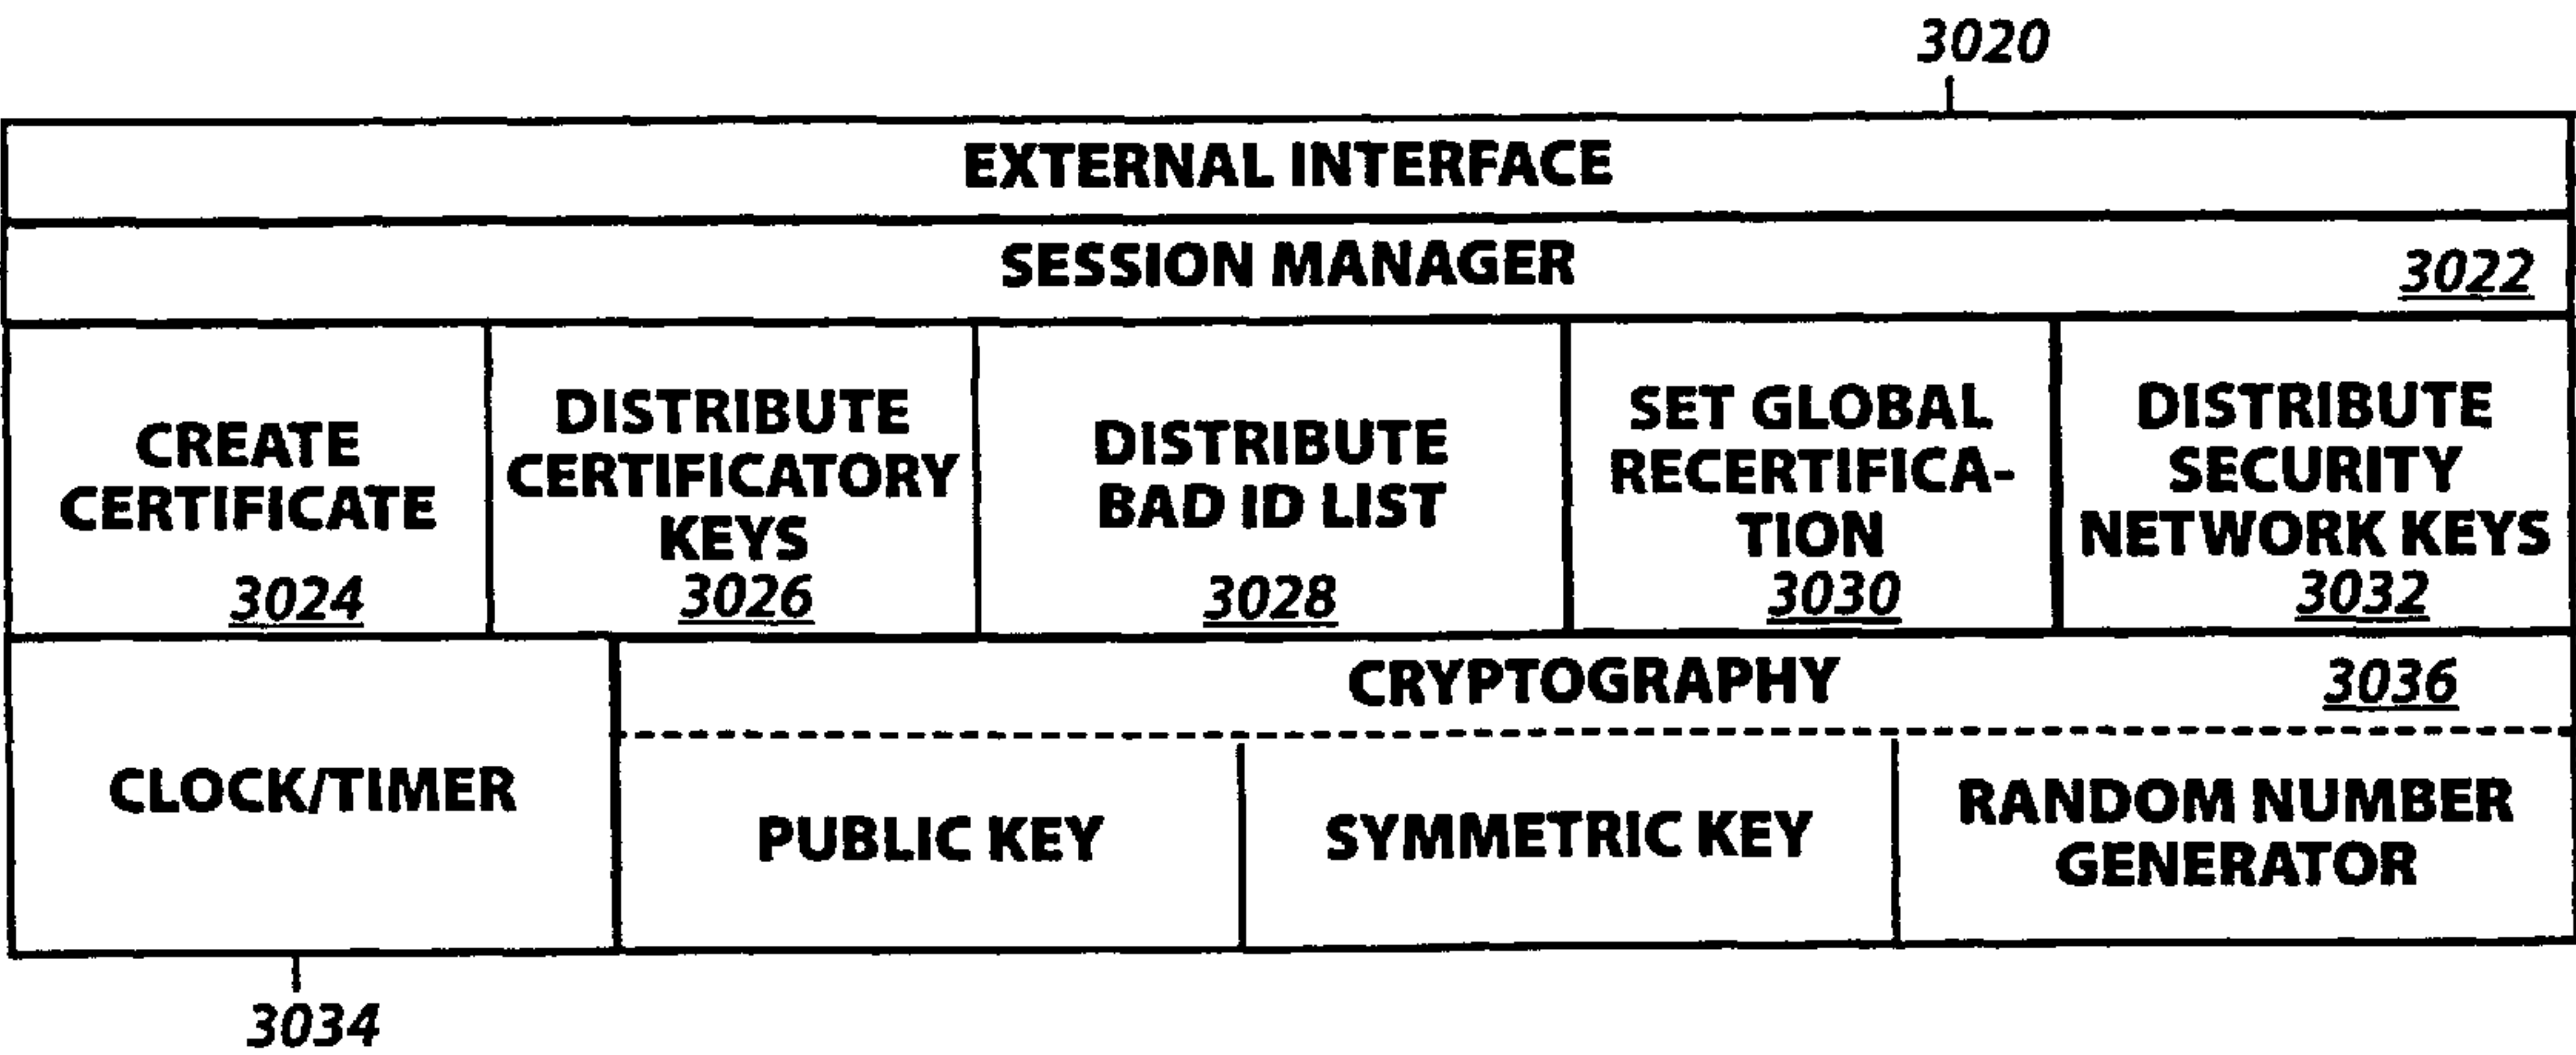 3020
EXTERNAL INTERFACE
SESSION MANAGER
3022
CREATE
CERTIFICATE
3024
DISTRIBUTE
CERTIFICATORY
KEYS
3026
DISTRIBUTE
BAD ID LIST
3028
SET GLOBAL
RECERTIFICA-
TION
3030
DISTRIBUTE
SECURITY
NETWORK KEYS
3032
CLOCK/TIMER
CRYPTOGRAPHY
3036
PUBLIC KEY
SYMMETRIC KEY
RANDOM NUMBER
GENERATOR
3034